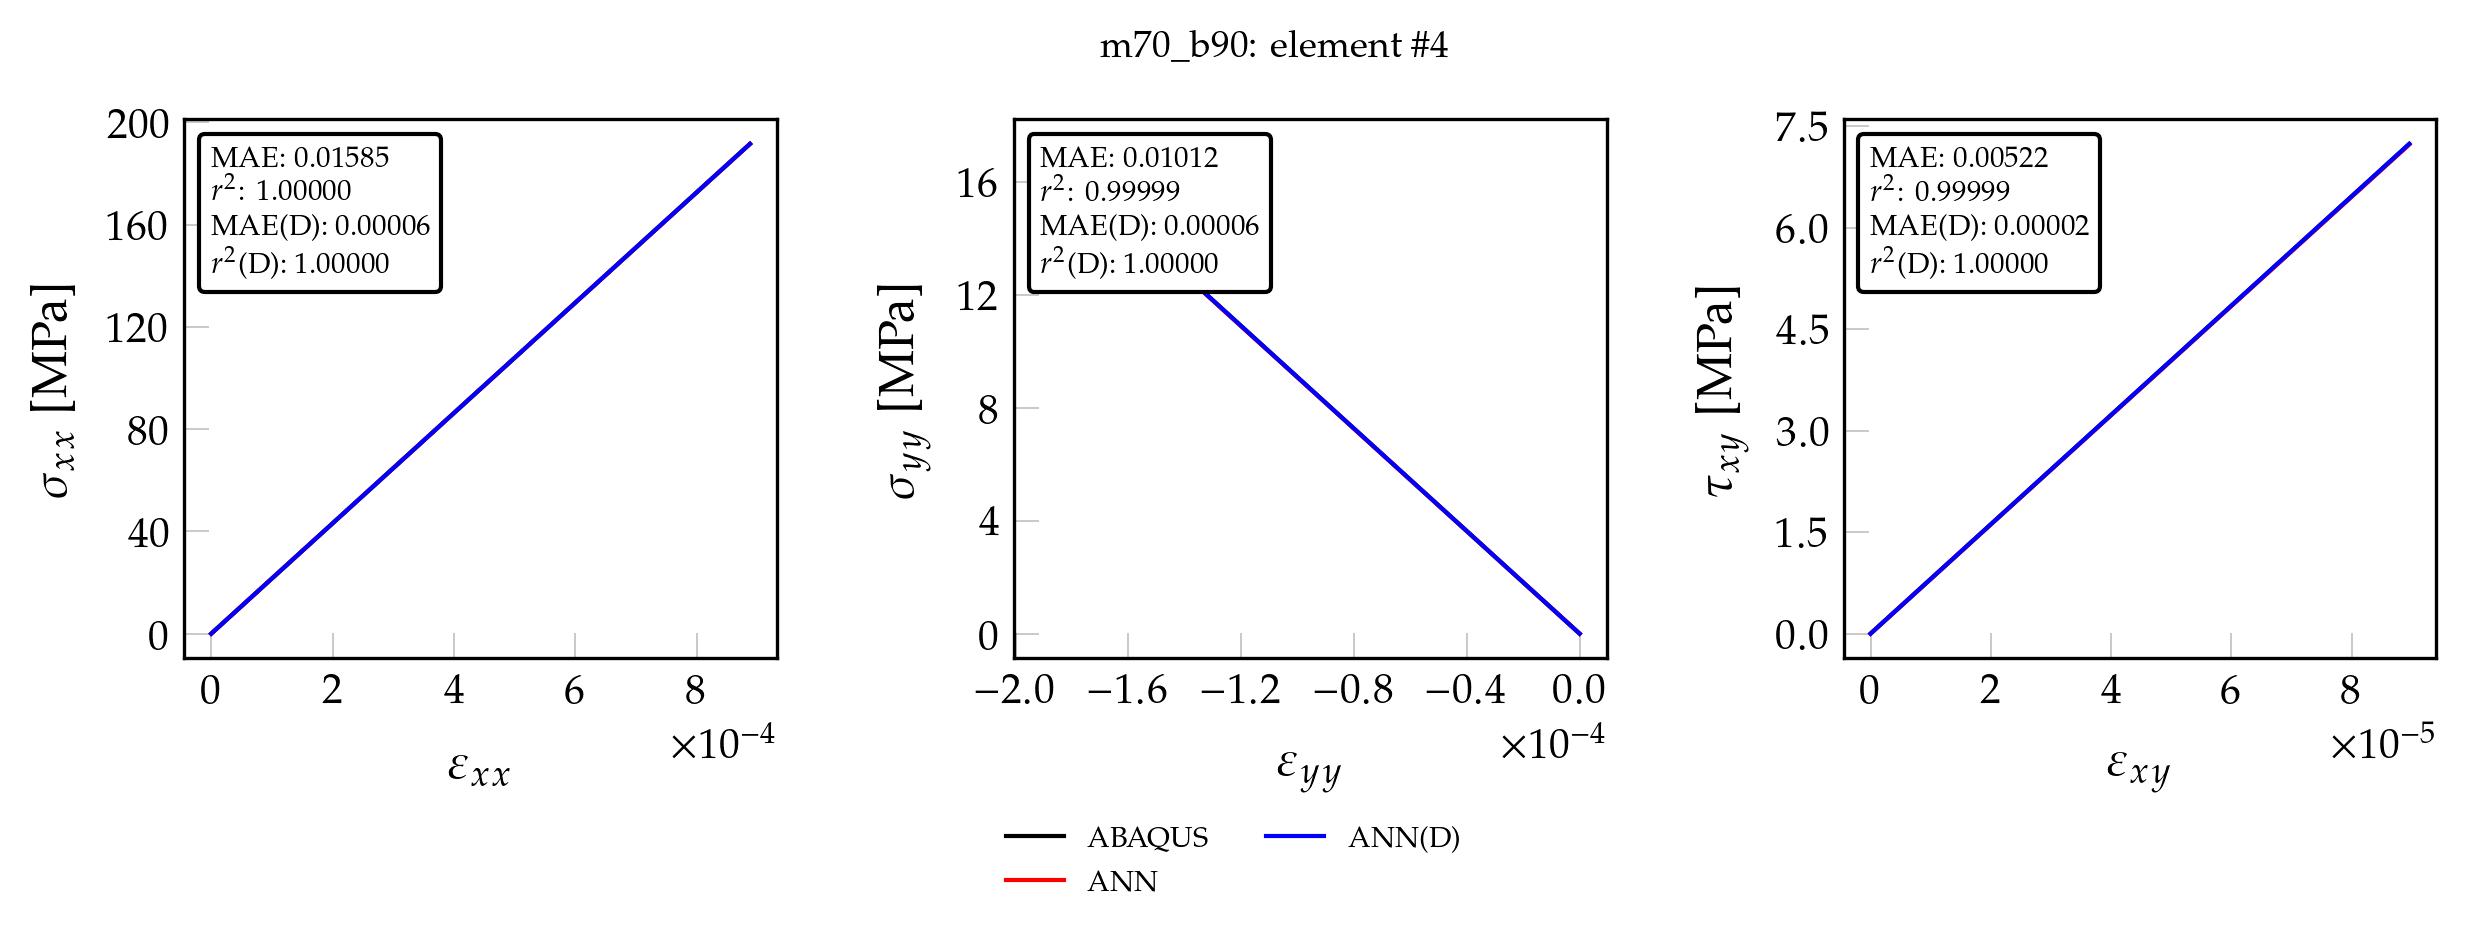 m70_b90: element #4
200
160
120
80
40
0
σxx [MPa]
MAE: 0.01585
r²: 1.00000
MAE(D): 0.00006
r²(D): 1.00000
0 2 4 6 8
×10⁻⁴
εxx
16
12
8
4
0
σyy [MPa]
MAE: 0.01012
r²: 0.99999
MAE(D): 0.00006
r²(D): 1.00000
−2.0 −1.6 −1.2 −0.8 −0.4 0.0
×10⁻⁴
εyy
7.5
6.0
4.5
3.0
1.5
0.0
τxy [MPa]
MAE: 0.00522
r²: 0.99999
MAE(D): 0.00002
r²(D): 1.00000
0 2 4 6 8
×10⁻⁵
εxy
ABAQUS
ANN
ANN(D)